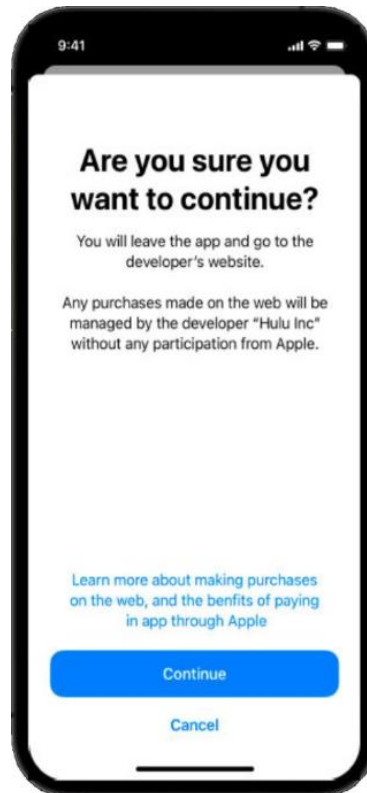 9:41
Are you sure you
want to continue?
You will leave the app and go to the
developer's website.
Any purchases made on the web will be
managed by the developer “Hulu Inc”
without any participation from Apple.
Learn more about making purchases
on the web, and the benfits of paying
in app through Apple
Continue
Cancel